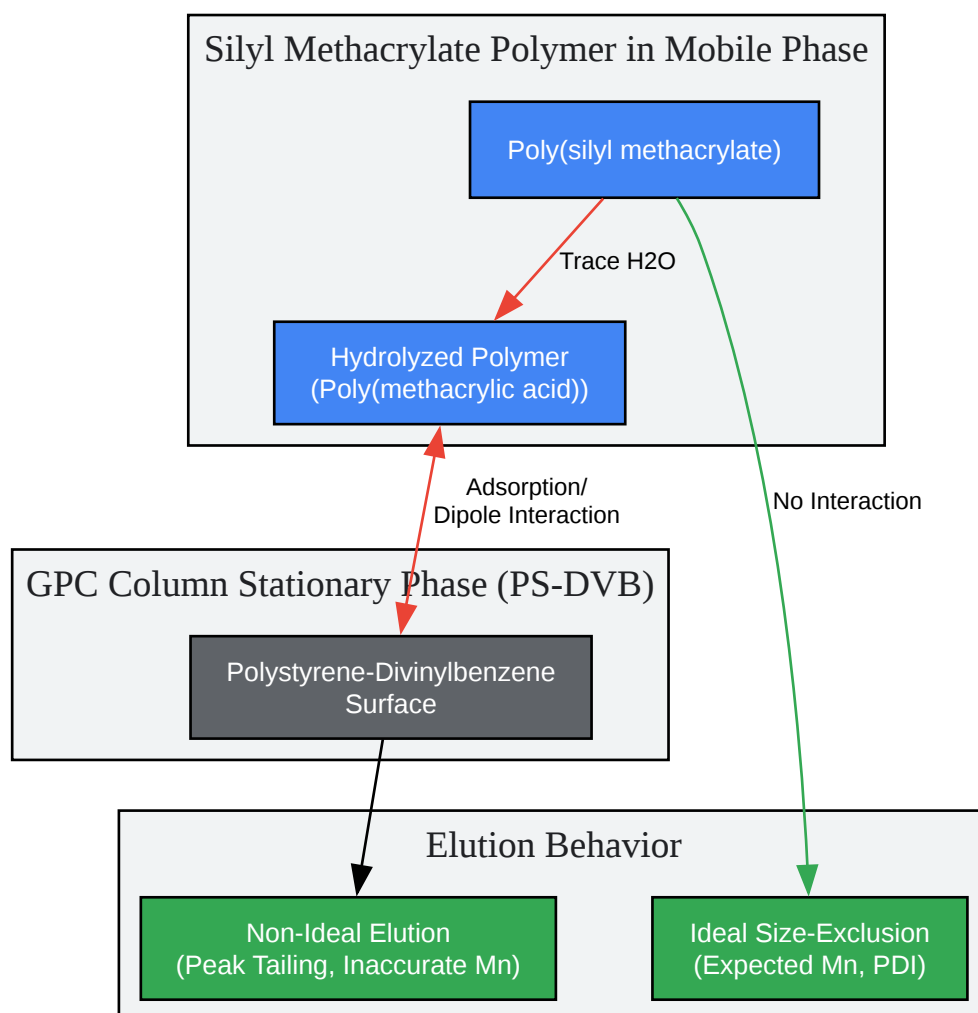 Silyl Methacrylate Polymer in Mobile Phase
Poly(silyl methacrylate)
Trace H2O
Hydrolyzed Polymer
(Poly(methacrylic acid))
Adsorption/
Dipole Interaction
No Interaction
GPC Column Stationary Phase (PS-DVB)
Polystyrene-Divinylbenzene
Surface
Elution Behavior
Non-Ideal Elution
(Peak Tailing, Inaccurate Mn)
Ideal Size-Exclusion
(Expected Mn, PDI)